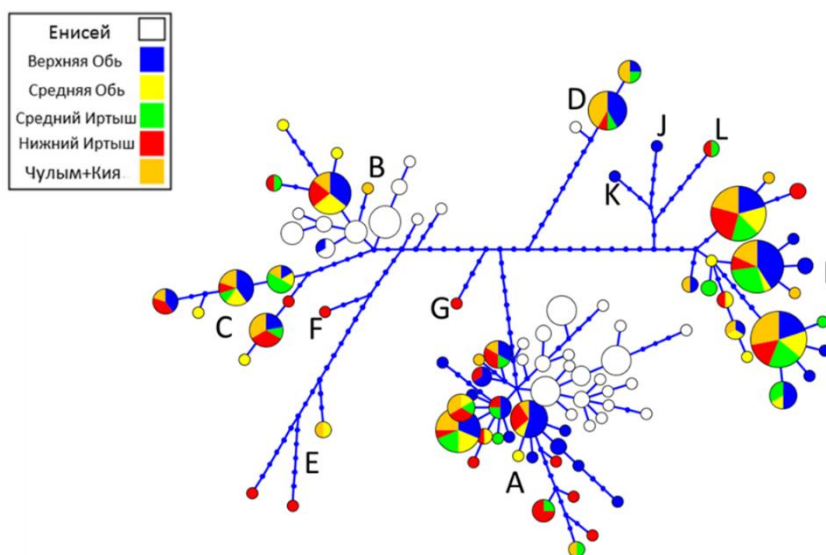 Енисей
Верхняя Обь
Средняя Обь
Средний Иртыш
Нижний Иртыш
Чулым+Кия
D
J
L
B
K
C
F
G
E
A